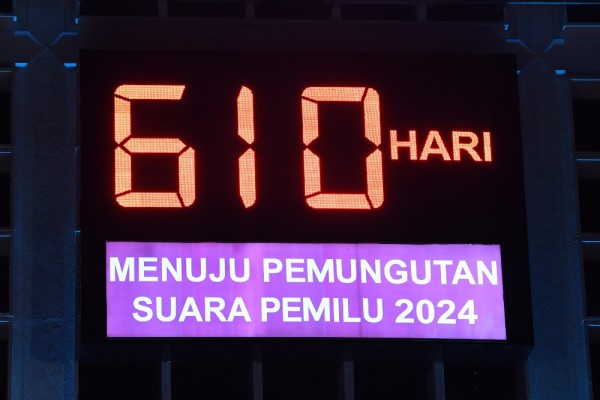 610 HARI
MENUJU PEMUNGUTAN
SUARA PEMILU 2024